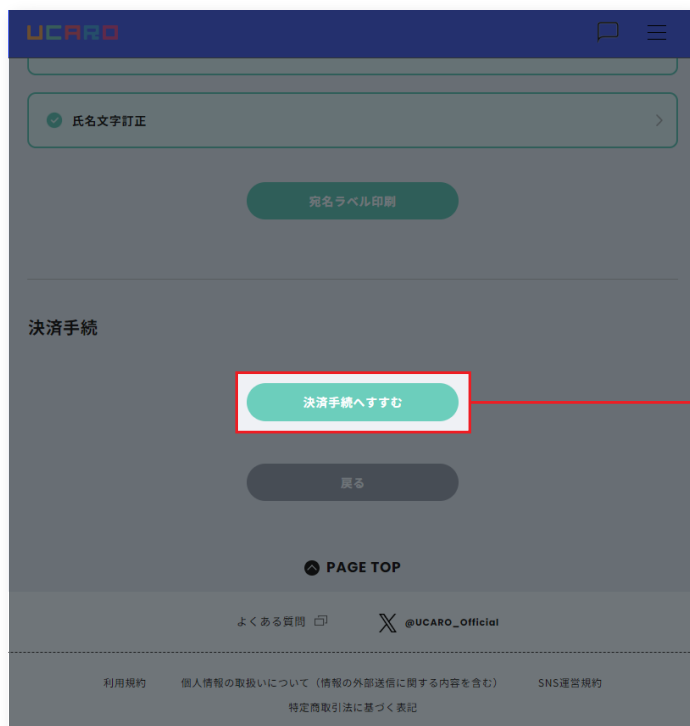 UCARO
氏名文字訂正
宛名ラベル印刷
決済手続
決済手続へすすむ
戻る
PAGE TOP
よくある質問
@UCARO_Official
利用規約 個人情報の取扱いについて(情報の外部送信に関する内容を含む) SNS運営規約
特定商取引法に基づく表記